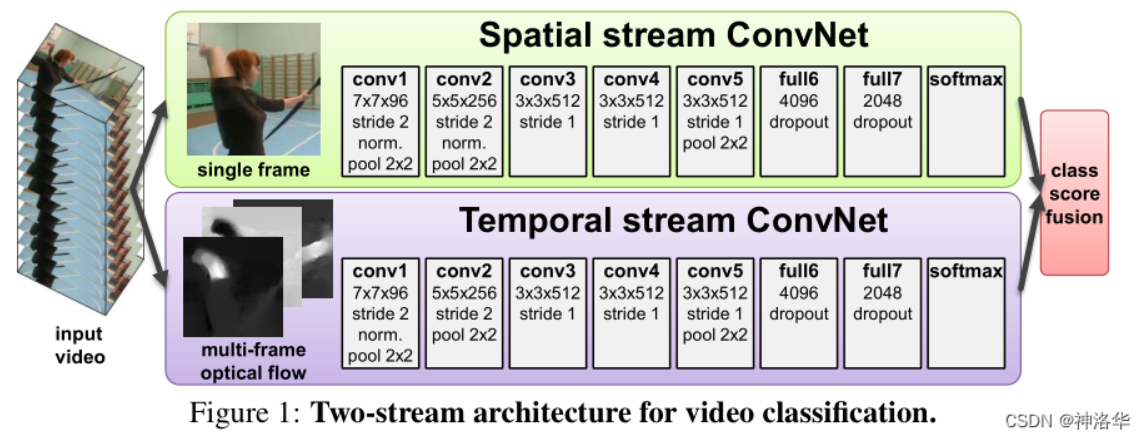 Spatial stream ConvNet
conv1
7x7x96
stride 2
norm.
pool 2x2
conv2
5x5x256
stride 2
norm.
pool 2x2
conv3
3x3x512
stride 1
conv4
3x3x512
stride 1
conv5
3x3x512
stride 1
pool 2x2
full6
4096
dropout
full7
2048
dropout
softmax
single frame
Temporal stream ConvNet
conv1
7x7x96
stride 2
norm.
pool 2x2
conv2
5x5x256
stride 2
pool 2x2
conv3
3x3x512
stride 1
conv4
3x3x512
stride 1
conv5
3x3x512
stride 1
pool 2x2
full6
4096
dropout
full7
2048
dropout
softmax
multi-frame
optical flow
input
video
class
score
fusion
Figure 1: Two-stream architecture for video classification.
CSDN @神洛华